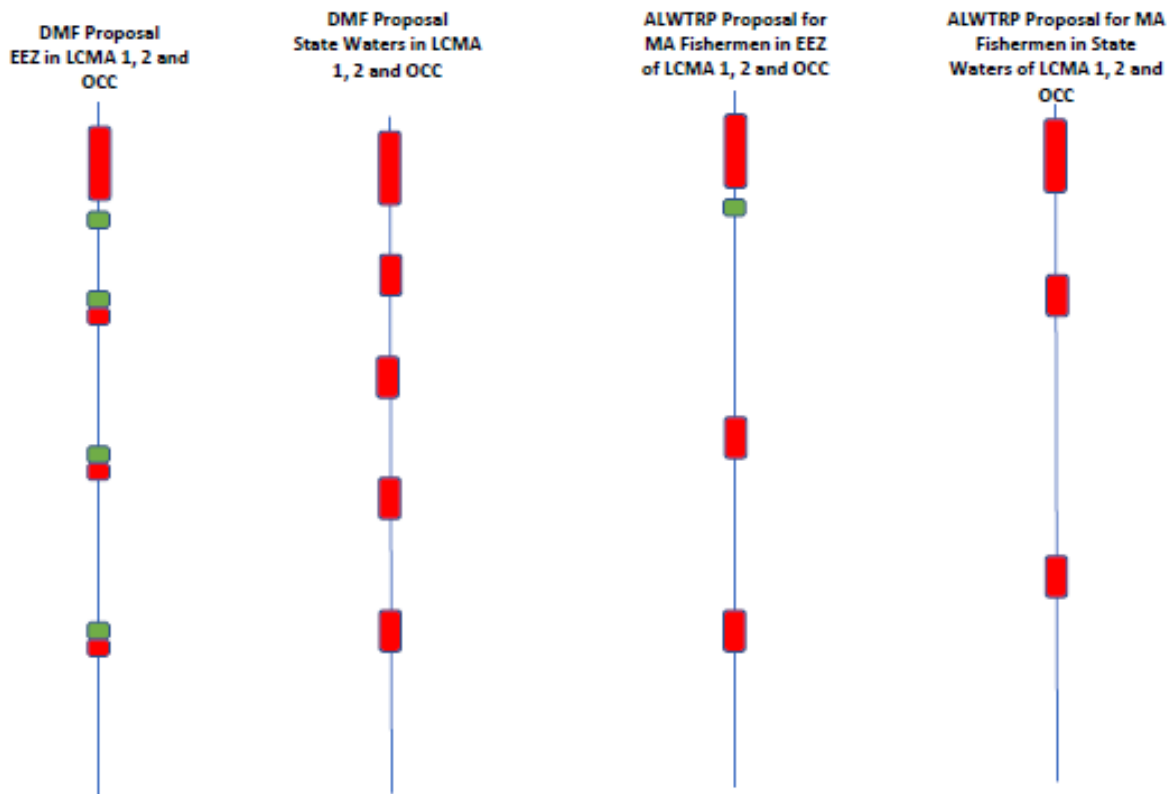 DMF Proposal
EEZ in LCMA 1, 2 and
OCC
DMF Proposal
State Waters in LCMA
1, 2 and OCC
ALWTRP Proposal for
MA Fishermen in EEZ
of LCMA 1, 2 and OCC
ALWTRP Proposal for MA
Fishermen in State
Waters of LCMA 1, 2 and
OCC